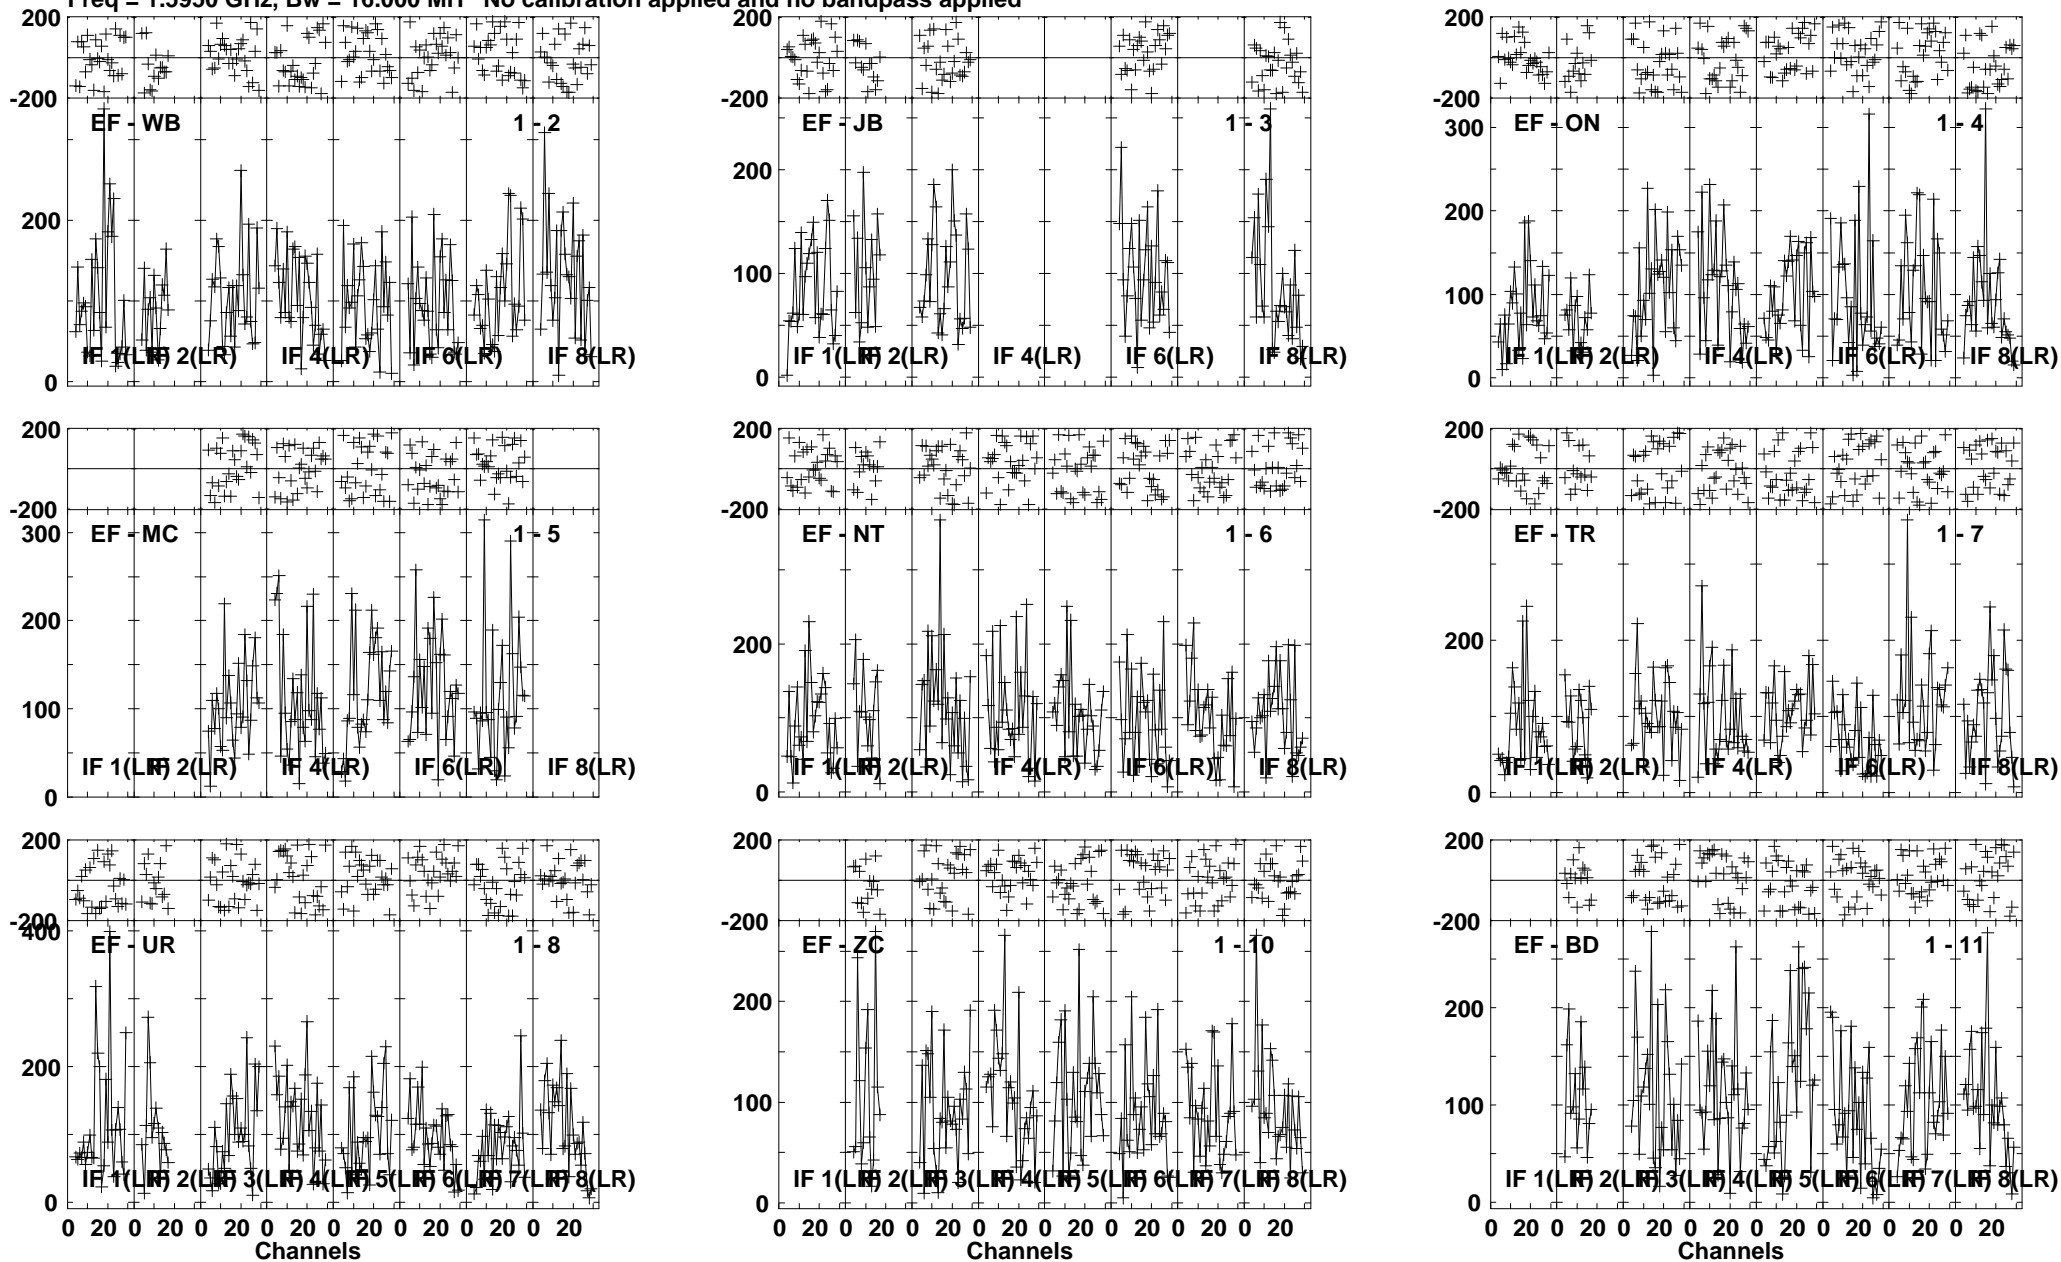 Freq = 1.5950 GHz, Bw = 16.000 MH No calibration applied and no bandpass applied
200 200 200
-200 -200
EF - WB 1 - 2 EF - JB 1 - 3 300 EF - ON 1 - 4
200 200 200
100 100
IF 1(LR) IF 2(LR) IF 4(LR) IF 6(LR) IF 8(LR) IF 1(LR) IF 2(LR) IF 4(LR) IF 6(LR) IF 8(LR) IF 1(LR) IF 2(LR) IF 4(LR) IF 6(LR) IF 8(LR)
0 0 0
200 200 200
-200 -200 -200
300 EF - MC 1 - 5 EF - NT 1 - 6 EF - TR 1 - 7
200 200 200
100
IF 1(LR) IF 2(LR) IF 4(LR) IF 6(LR) IF 8(LR) IF 1(LR) IF 2(LR) IF 4(LR) IF 6(LR) IF 8(LR) IF 1(LR) IF 2(LR) IF 4(LR) IF 6(LR) IF 8(LR)
0 0 0
200 200 200
-200 -200 -200
400 EF - UR 1 - 8 EF - ZC 1 - 10 EF - BD 1 - 11
200 200 200
100 100
IF 1(LR) IF 2(LR) IF 3(LR) IF 4(LR) IF 5(LR) IF 6(LR) IF 7(LR) IF 8(LR) IF 1(LR) IF 2(LR) IF 3(LR) IF 4(LR) IF 5(LR) IF 6(LR) IF 7(LR) IF 8(LR) IF 1(LR) IF 2(LR) IF 3(LR) IF 4(LR) IF 5(LR) IF 6(LR) IF 7(LR) IF 8(LR)
0 0 0
0 20 0 20 0 20 0 20 0 20 0 20 0 20 0 20 0 20 0 20 0 20 0 20 0 20 0 20 0 20 0 20 0 20 0 20 0 20 0 20 0 20 0 20 0 20 0 20
Channels Channels